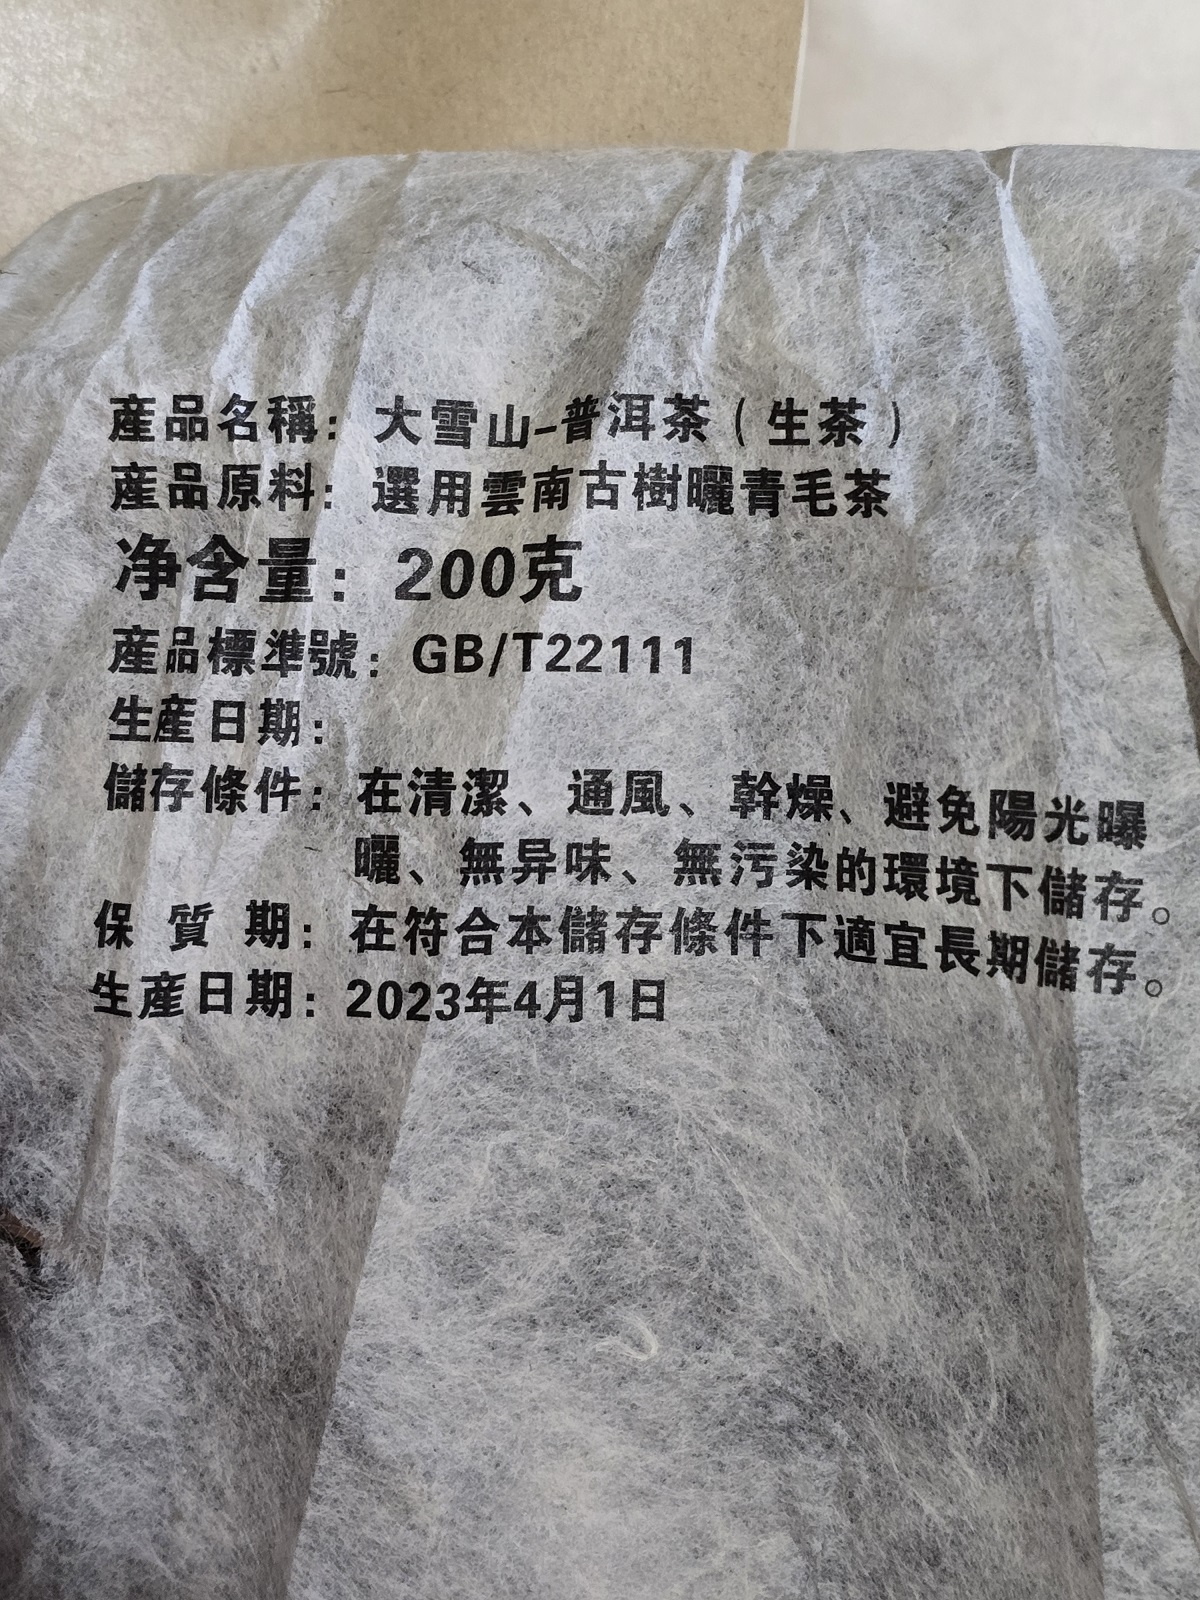 産品名稱：大雪山-普洱茶（生茶）
産品原料：選用雲南古樹曬青毛茶
净含量：200克
産品標準號：GB/T22111
生産日期：
儲存條件：在清潔、通風、幹燥、避免陽光曝
曬、無异味、無污染的環境下儲存。
保質期：在符合本儲存條件下適宜長期儲存。
生産日期：2023年4月1日